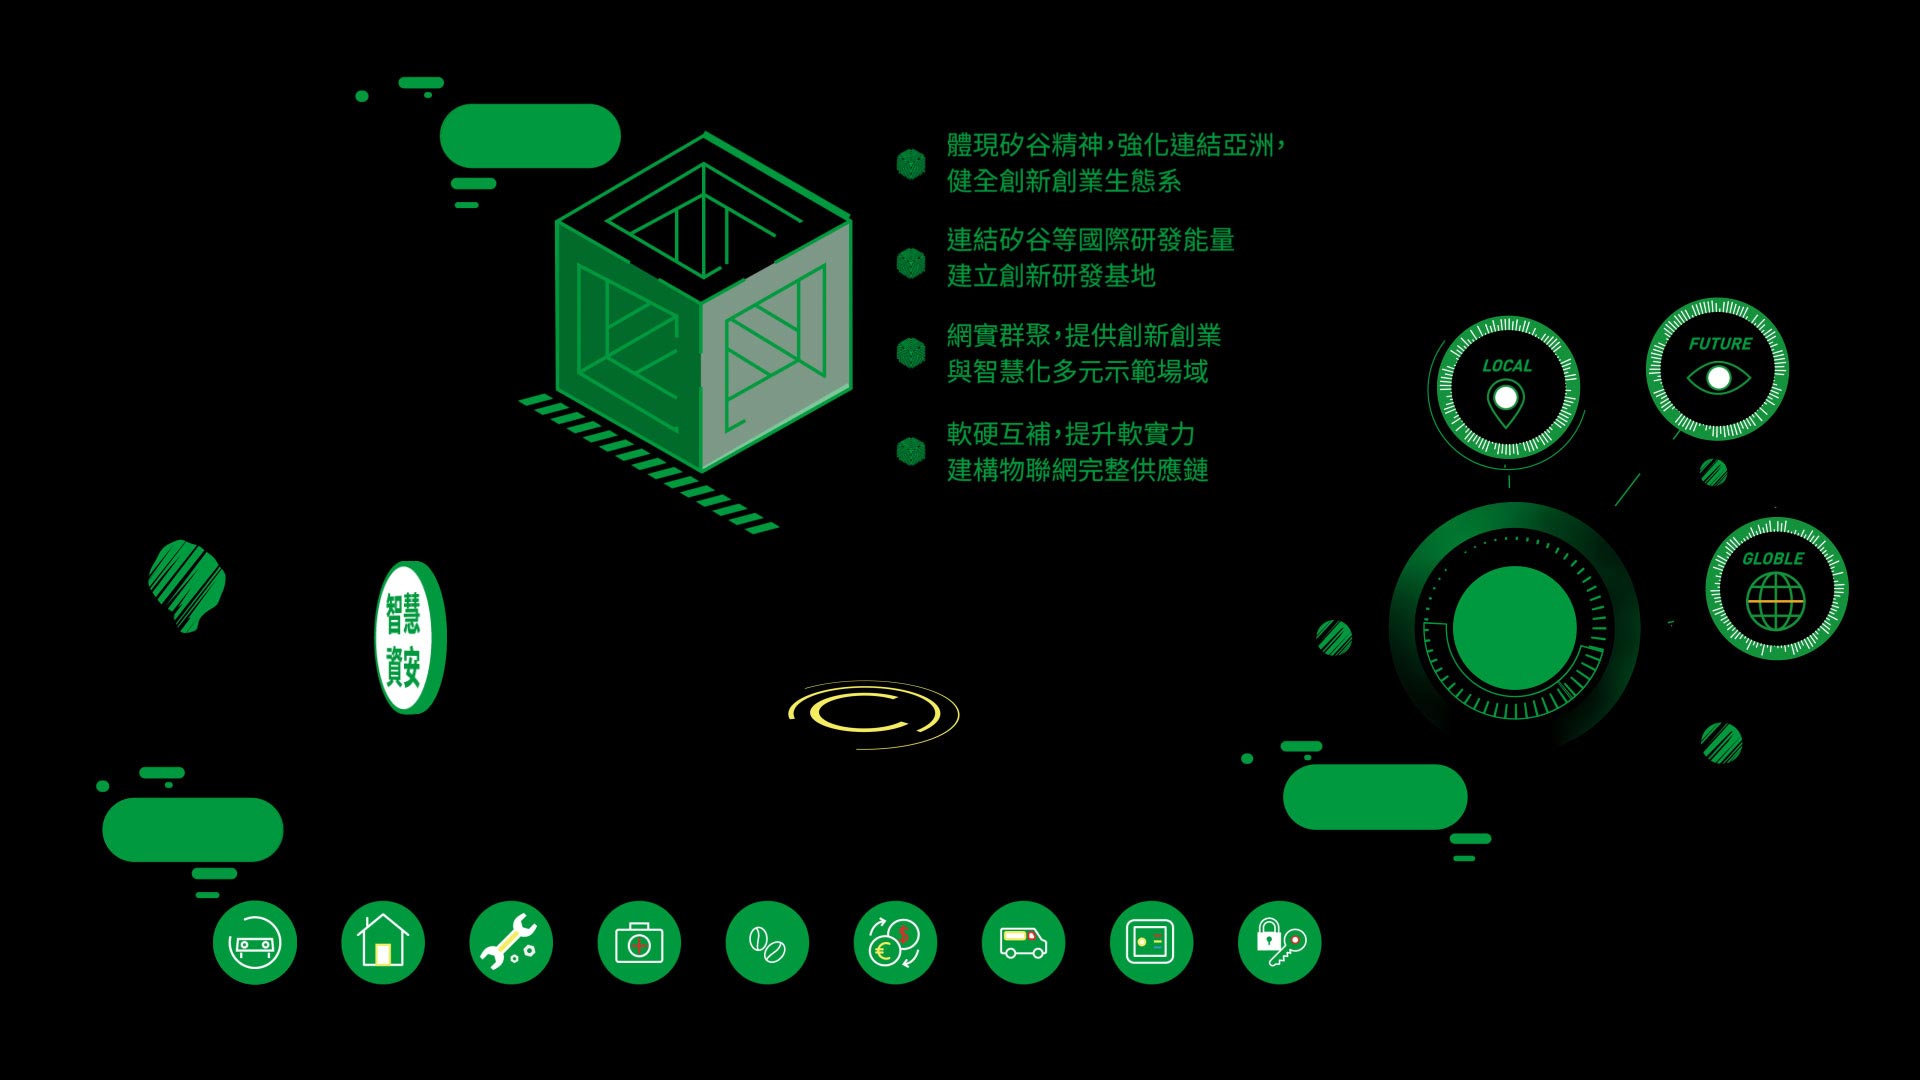 體現矽谷精神，強化連結亞洲，
健全創新創業生態系
連結矽谷等國際研發能量
建立創新研發基地
網實群聚，提供創新創業
與智慧化多元示範場域
軟硬互補，提升軟實力
建構物聯網完整供應鏈
LOCAL
FUTURE
GLOBLE
智慧
資安